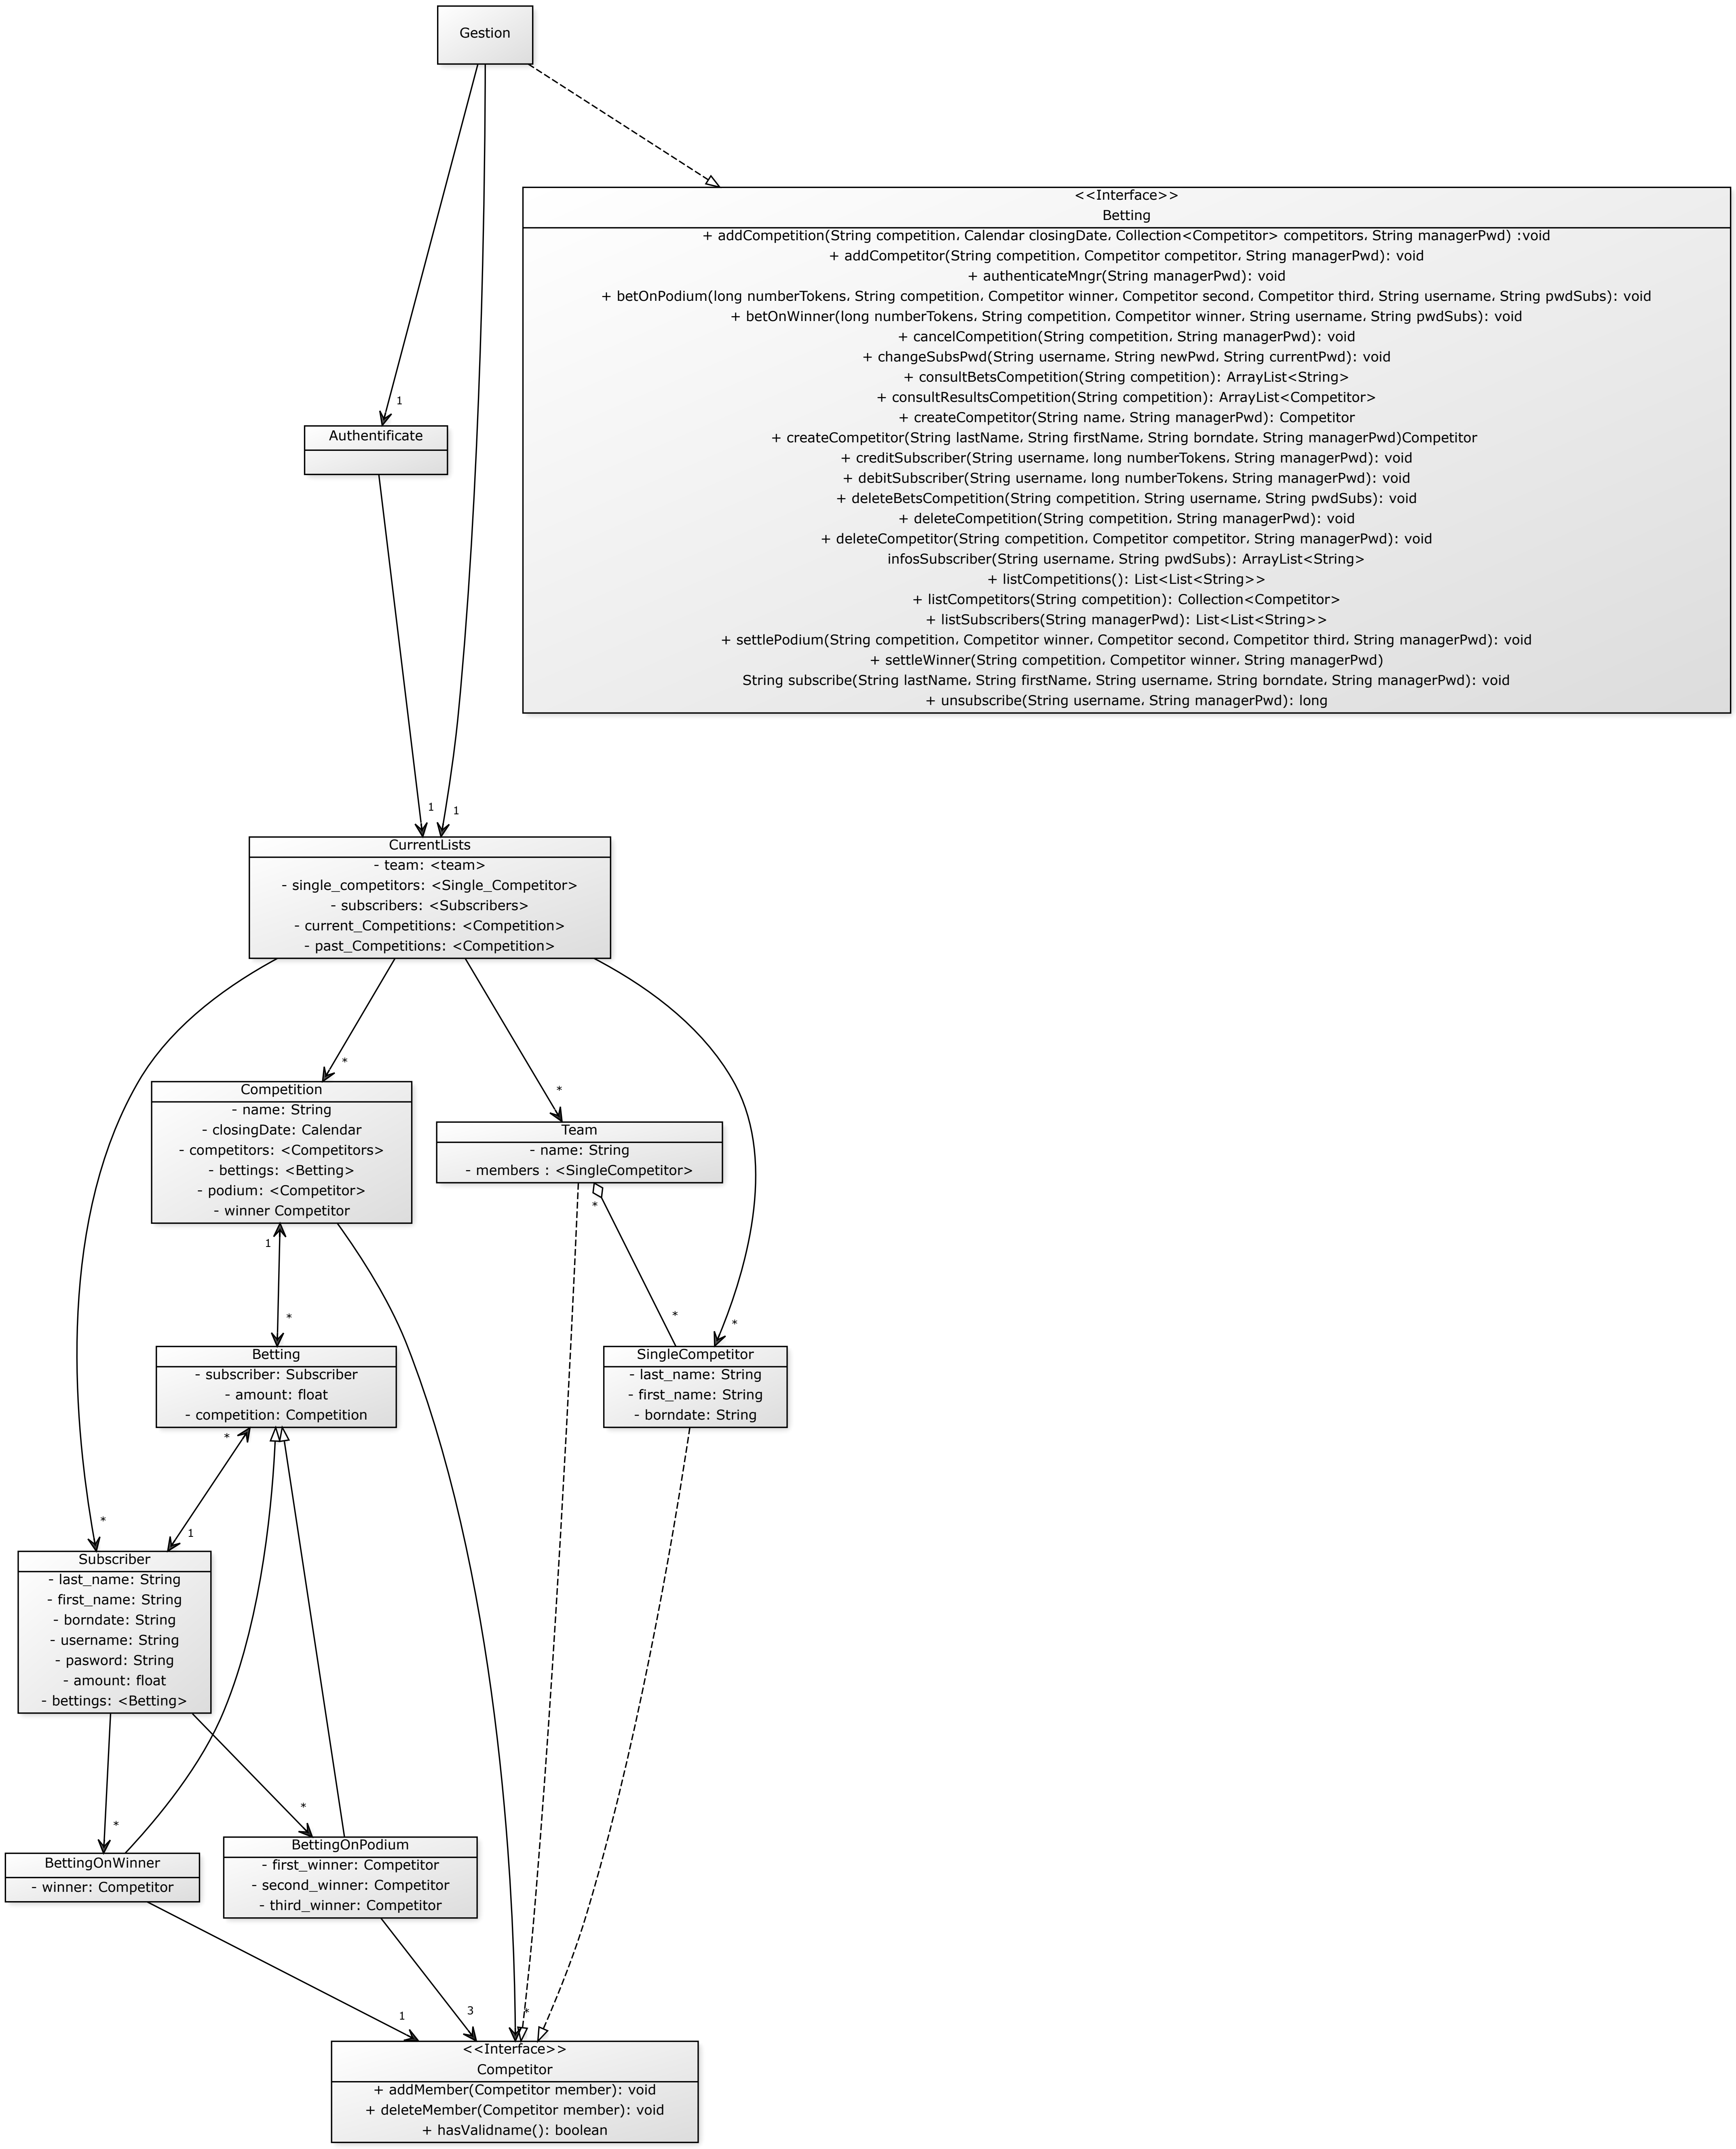 Gestion
<<Interface>>
Betting
+ addCompetition(String competition، Calendar closingDate، Collection<Competitor> competitors، String managerPwd) :void
+ addCompetitor(String competition، Competitor competitor، String managerPwd): void
+ authenticateMngr(String managerPwd): void
+ betOnPodium(long numberTokens، String competition، Competitor winner، Competitor second، Competitor third، String username، String pwdSubs): void
+ betOnWinner(long numberTokens، String competition، Competitor winner، String username، String pwdSubs): void
+ cancelCompetition(String competition، String managerPwd): void
+ changeSubsPwd(String username، String newPwd، String currentPwd): void
+ consultBetsCompetition(String competition): ArrayList<String>
+ consultResultsCompetition(String competition): ArrayList<Competitor>
+ createCompetitor(String name، String managerPwd): Competitor
+ createCompetitor(String lastName، String firstName، String borndate، String managerPwd)Competitor
+ creditSubscriber(String username، long numberTokens، String managerPwd): void
+ debitSubscriber(String username، long numberTokens، String managerPwd): void
+ deleteBetsCompetition(String competition، String username، String pwdSubs): void
+ deleteCompetition(String competition، String managerPwd): void
+ deleteCompetitor(String competition، Competitor competitor، String managerPwd): void
infosSubscriber(String username، String pwdSubs): ArrayList<String>
+ listCompetitions(): List<List<String>>
+ listCompetitors(String competition): Collection<Competitor>
+ listSubscribers(String managerPwd): List<List<String>>
+ settlePodium(String competition، Competitor winner، Competitor second، Competitor third، String managerPwd): void
+ settleWinner(String competition، Competitor winner، String managerPwd)
String subscribe(String lastName، String firstName، String username، String borndate، String managerPwd): void
+ unsubscribe(String username، String managerPwd): long
1
Authentificate
1
1
CurrentLists
- team: <team>
- single_competitors: <Single_Competitor>
- subscribers: <Subscribers>
- current_Competitions: <Competition>
- past_Competitions: <Competition>
*
*
Competition
- name: String
- closingDate: Calendar
- competitors: <Competitors>
- bettings: <Betting>
- podium: <Competitor>
- winner Competitor
Team
- name: String
- members : <SingleCompetitor>
*
1
*
*
*
Betting
- subscriber: Subscriber
- amount: float
- competition: Competition
SingleCompetitor
- last_name: String
- first_name: String
- borndate: String
*
*
1
Subscriber
- last_name: String
- first_name: String
- borndate: String
- username: String
- pasword: String
- amount: float
- bettings: <Betting>
*
*
BettingOnWinner
- winner: Competitor
BettingOnPodium
- first_winner: Competitor
- second_winner: Competitor
- third_winner: Competitor
1
3
*
<<Interface>>
Competitor
+ addMember(Competitor member): void
+ deleteMember(Competitor member): void
+ hasValidname(): boolean